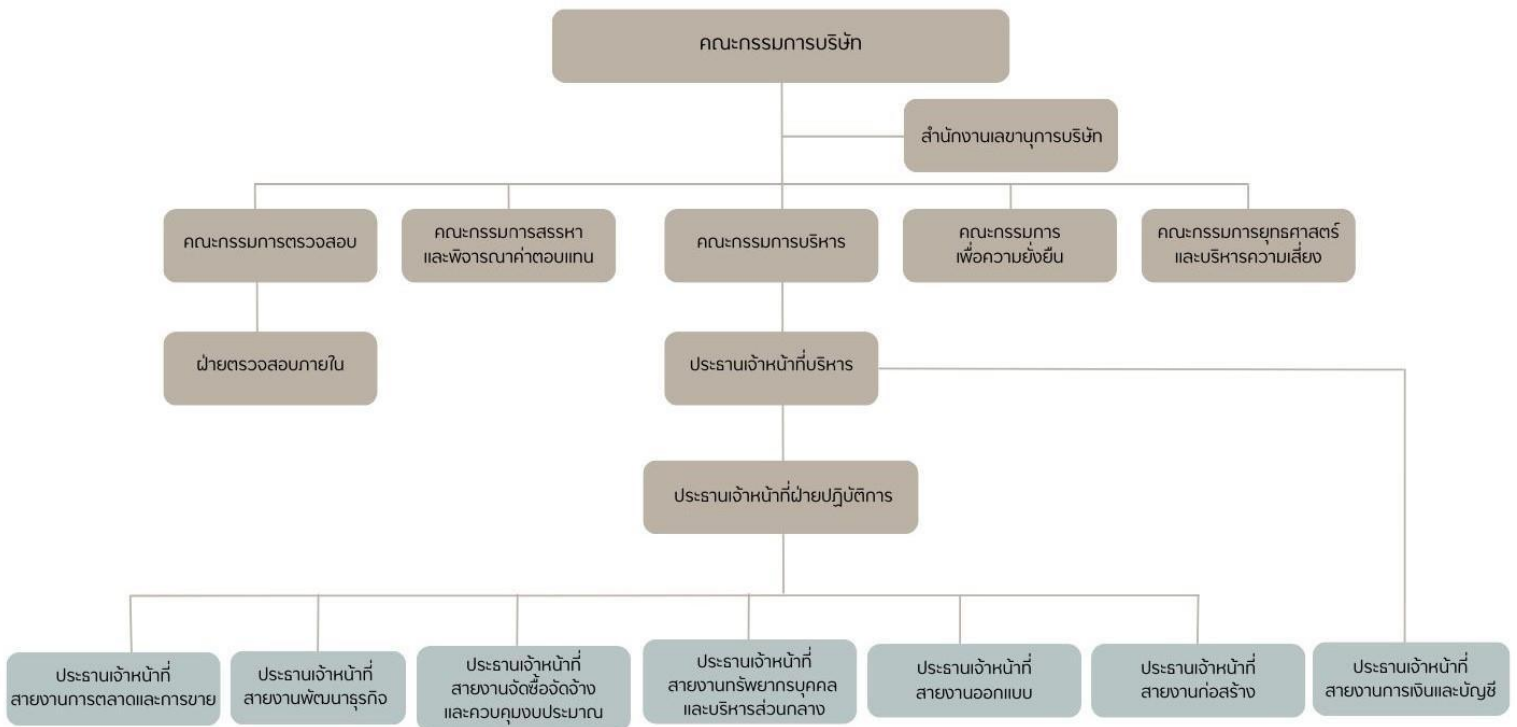 คณะกรรมการบริษัท
สำนักงานเลขานุการบริษัท
คณะกรรมการตรวจสอบ
คณะกรรมการสรรหา
และพิจารณาค่าตอบแทน
คณะกรรมการบริหาร
คณะกรรมการ
เพื่อความยั่งยืน
คณะกรรมการยุทธศาสตร์
และบริหารความเสี่ยง
ฝ่ายตรวจสอบภายใน
ประธานเจ้าหน้าที่บริหาร
ประธานเจ้าหน้าที่ฝ่ายปฏิบัติการ
ประธานเจ้าหน้าที่
สายงานการตลาดและการขาย
ประธานเจ้าหน้าที่
สายงานพัฒนาธุรกิจ
ประธานเจ้าหน้าที่
สายงานจัดซื้อจัดจ้าง
และควบคุมงบประมาณ
ประธานเจ้าหน้าที่
สายงานทรัพยากรบุคคล
และบริหารส่วนกลาง
ประธานเจ้าหน้าที่
สายงานออกแบบ
ประธานเจ้าหน้าที่
สายงานก่อสร้าง
ประธานเจ้าหน้าที่
สายงานการเงินและบัญชี